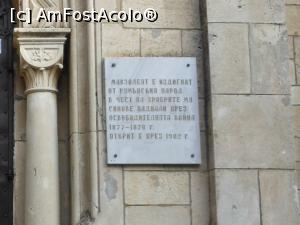 [c] AmFostAcolo®
МАВЗОЛЕЯТ Е ИЗДИГНАТ
ОТ РУМЪНСКИЯ НАРОД
В ЧЕСТ НА ХРАБРИТЕ МУ
СИНОВЕ ПАДНАЛИ ПРЕЗ
ОСВОБОДИТЕЛНАТА ВОЙНА
1877-1878 Г.
ОТКРИТ Е ПРЕЗ 1902 Г.